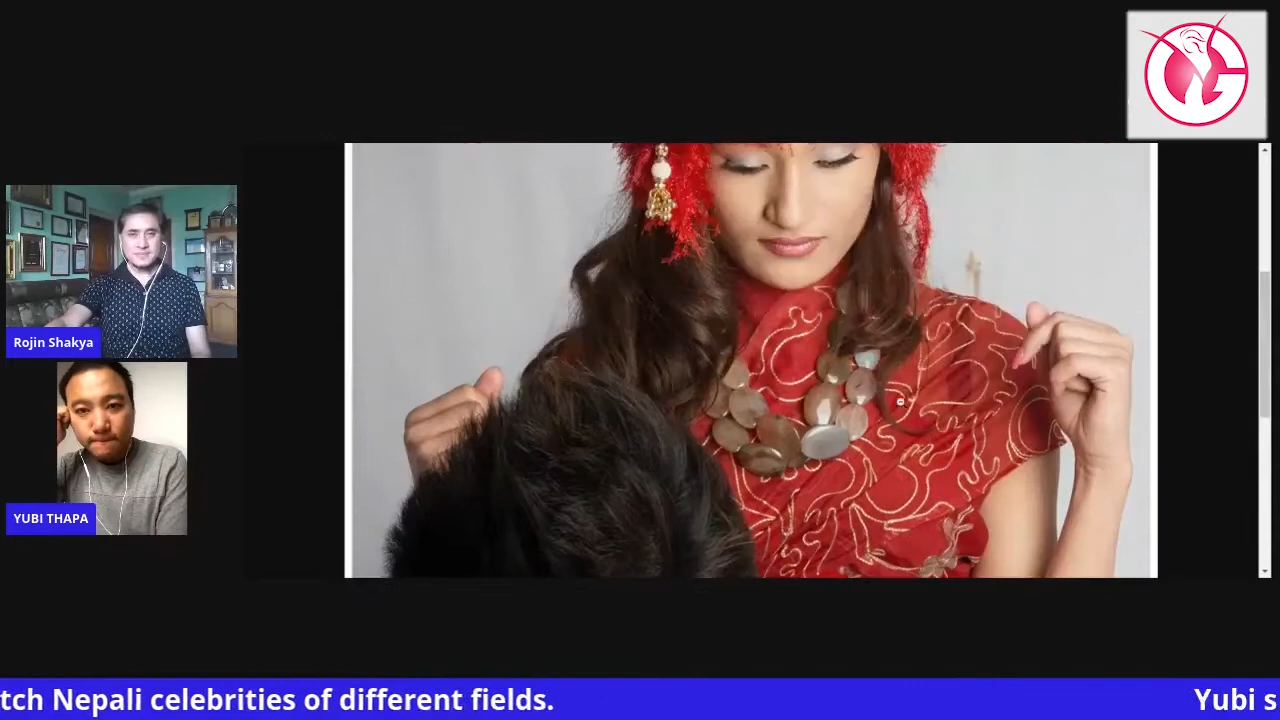 Rojin Shakya
YUBI THAPA
tch Nepali celebrities of different fields.
Yubi s